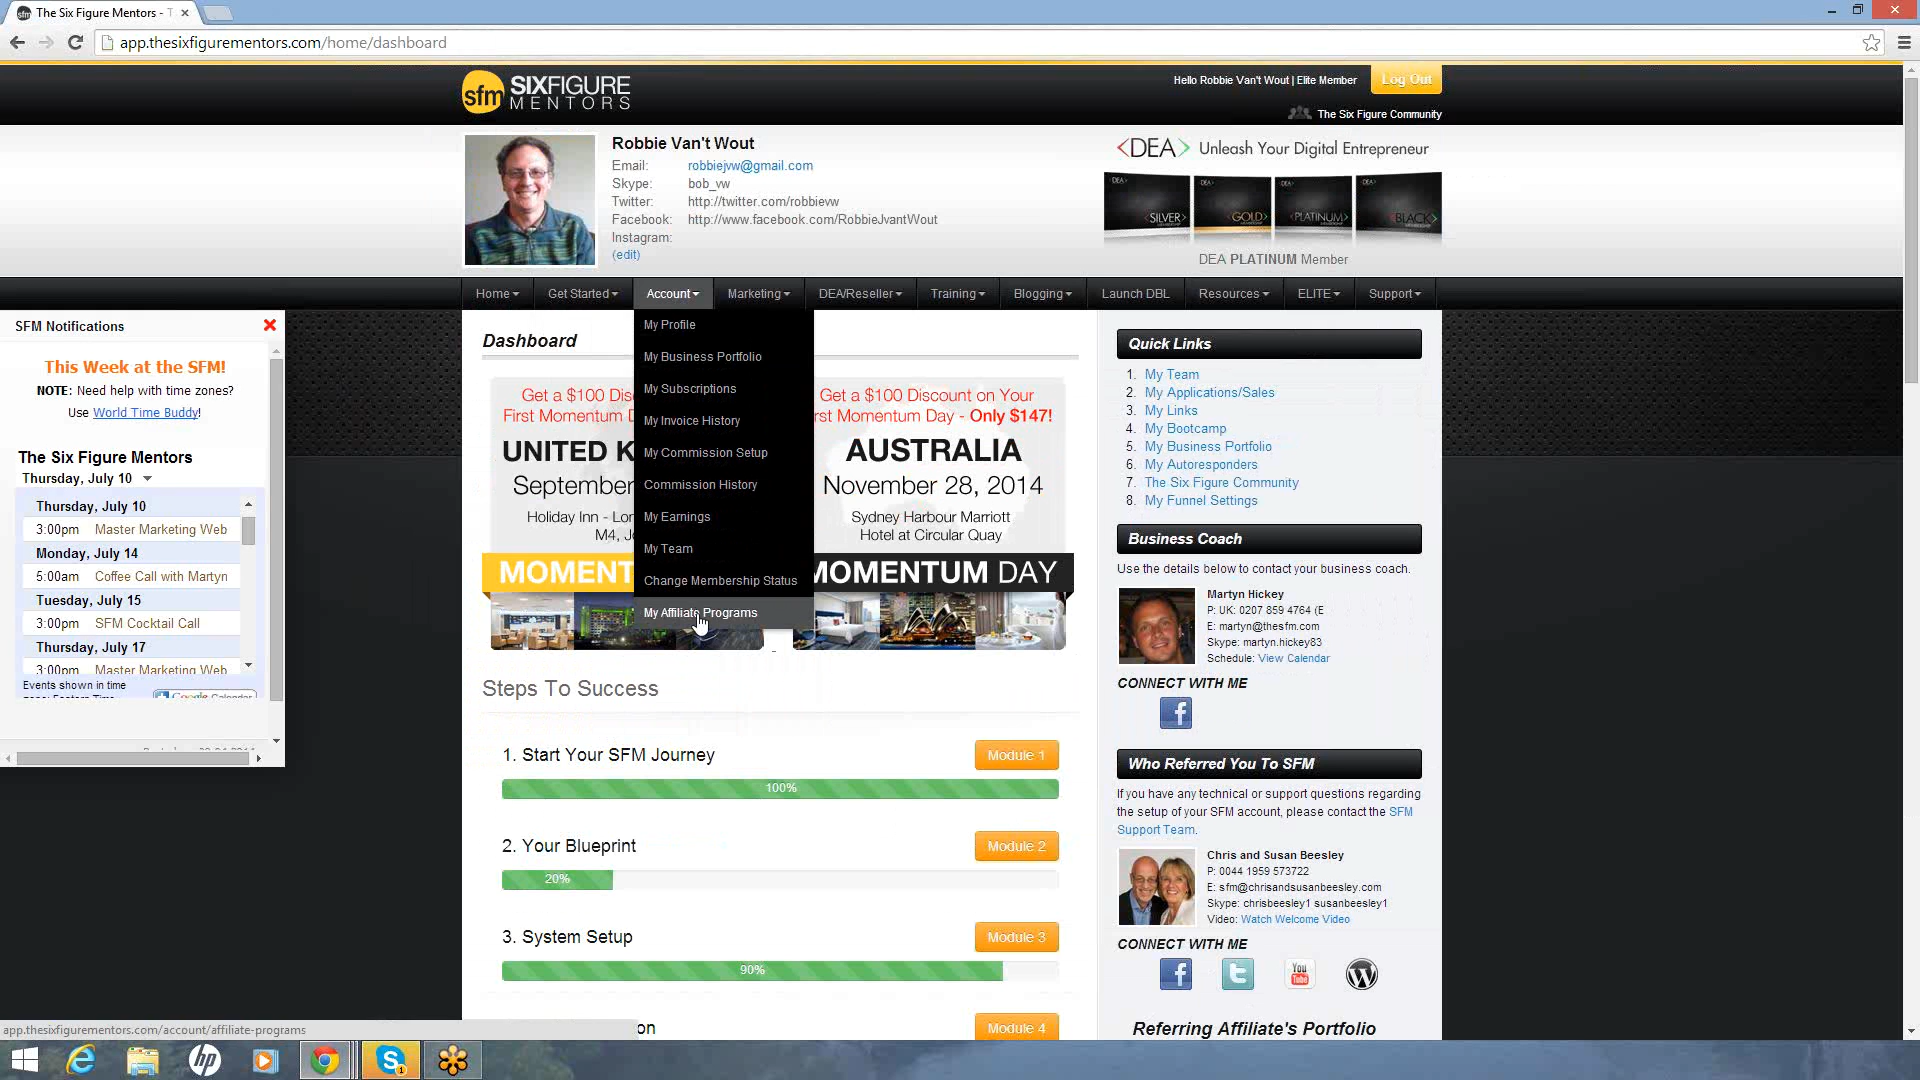 The Six Figure Mentors - T
app.thesixfigurementors.com/home/dashboard
sfm SIXFIGURE
MENTORS
Hello Robbie Van't Wout | Elite Member
Log Out
The Six Figure Community
Robbie Van't Wout
Email: robbiejvw@gmail.com
Skype: bob_vw
Twitter: http://twitter.com/robbievw
Facebook: http://www.facebook.com/RobbieJvantWout
Instagram:
(edit)
<DEA> Unleash Your Digital Entrepreneur
SILVER> GOLD> PLATINUM> BLACK>
DEA PLATINUM Member
Home Get Started Account Marketing DEA/Reseller Training Blogging Launch DBL Resources ELITE Support
My Profile
My Business Portfolio
My Subscriptions
My Invoice History
My Commission Setup
Commission History
My Earnings
My Team
Change Membership Status
My Affiliate Programs
SFM Notifications
This Week at the SFM!
NOTE: Need help with time zones?
Use World Time Buddy!
The Six Figure Mentors
Thursday, July 10
Thursday, July 10
3:00pm Master Marketing Web
Monday, July 14
5:00am Coffee Call with Martyn
Tuesday, July 15
3:00pm SFM Cocktail Call
Thursday, July 17
3:00pm Master Marketing Web
Events shown in time
Google Calendar
Dashboard
Get a $100 Dis
First Momentum D
UNITED K
September
Holiday Inn - Lon
M4, J
MOMENT
Get a $100 Discount on Your
rst Momentum Day - Only $147!
AUSTRALIA
November 28, 2014
Sydney Harbour Marriott
Hotel at Circular Quay
MOMENTUM DAY
Steps To Success
1. Start Your SFM Journey Module 1
100%
2. Your Blueprint Module 2
20%
3. System Setup Module 3
90%
on Module 4
Quick Links
1. My Team
2. My Applications/Sales
3. My Links
4. My Bootcamp
5. My Business Portfolio
6. My Autoresponders
7. The Six Figure Community
8. My Funnel Settings
Business Coach
Use the details below to contact your business coach.
Martyn Hickey
P: UK: 0207 859 4764 (E
E: martyn@thesfm.com
Skype: martyn.hickey83
Schedule: View Calendar
CONNECT WITH ME
Who Referred You To SFM
If you have any technical or support questions regarding
the setup of your SFM account, please contact the SFM
Support Team.
Chris and Susan Beesley
P: 0044 1959 573722
E: sfm@chrisandsusanbeesley.com
Skype: chrisbeesley1 susanbeesley1
Video: Watch Welcome Video
CONNECT WITH ME
You
Tube
Referring Affiliate's Portfolio
app.thesixfigurementors.com/account/affiliate-programs